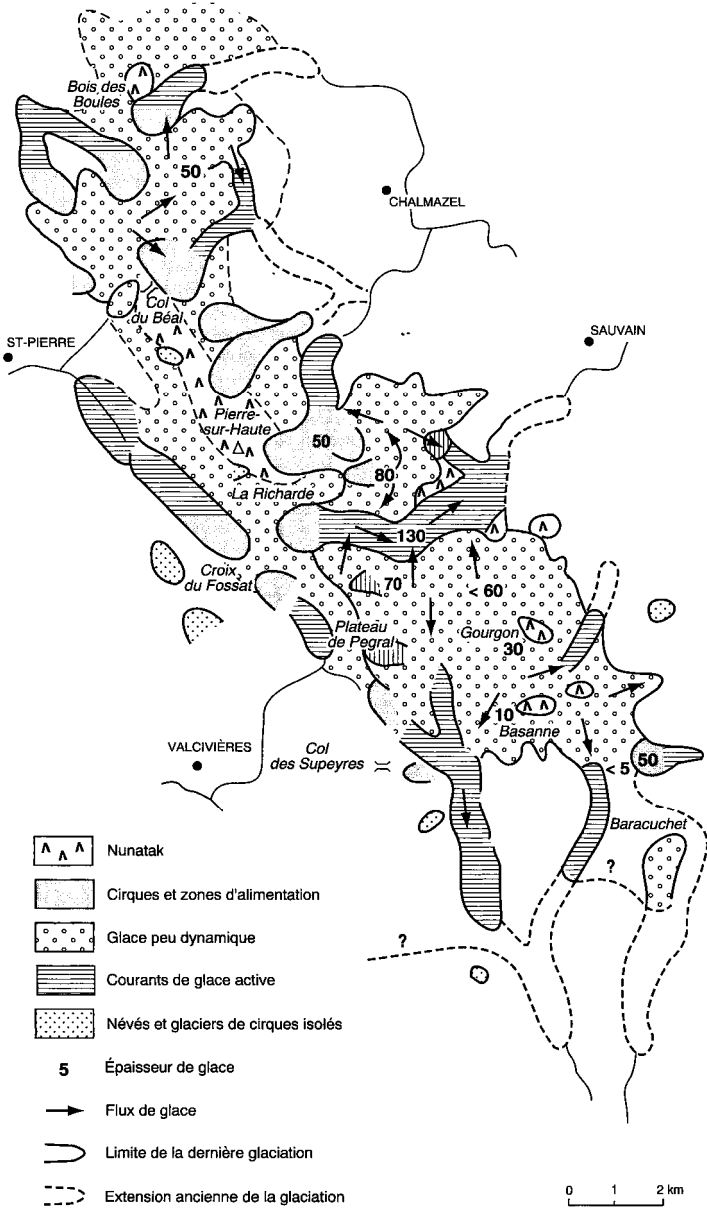 Bois des
Boules
50
CHALMAZEL
Col
du Béal
ST-PIERRE
SAUVAIN
Pierre-
sur-Haute
50
80
La Richarde
130
Croix
du Fossat
70
< 60
Plateau
de Pegral
Gourgon
30
10
Basanne
VALCIVIÈRES
Col
des Supeyres
< 5
50
Baracuchet
?
?
Nunatak
Cirques et zones d'alimentation
Glace peu dynamique
Courants de glace active
Névés et glaciers de cirques isolés
5 Épaisseur de glace
Flux de glace
Limite de la dernière glaciation
Extension ancienne de la glaciation
0 1 2 km